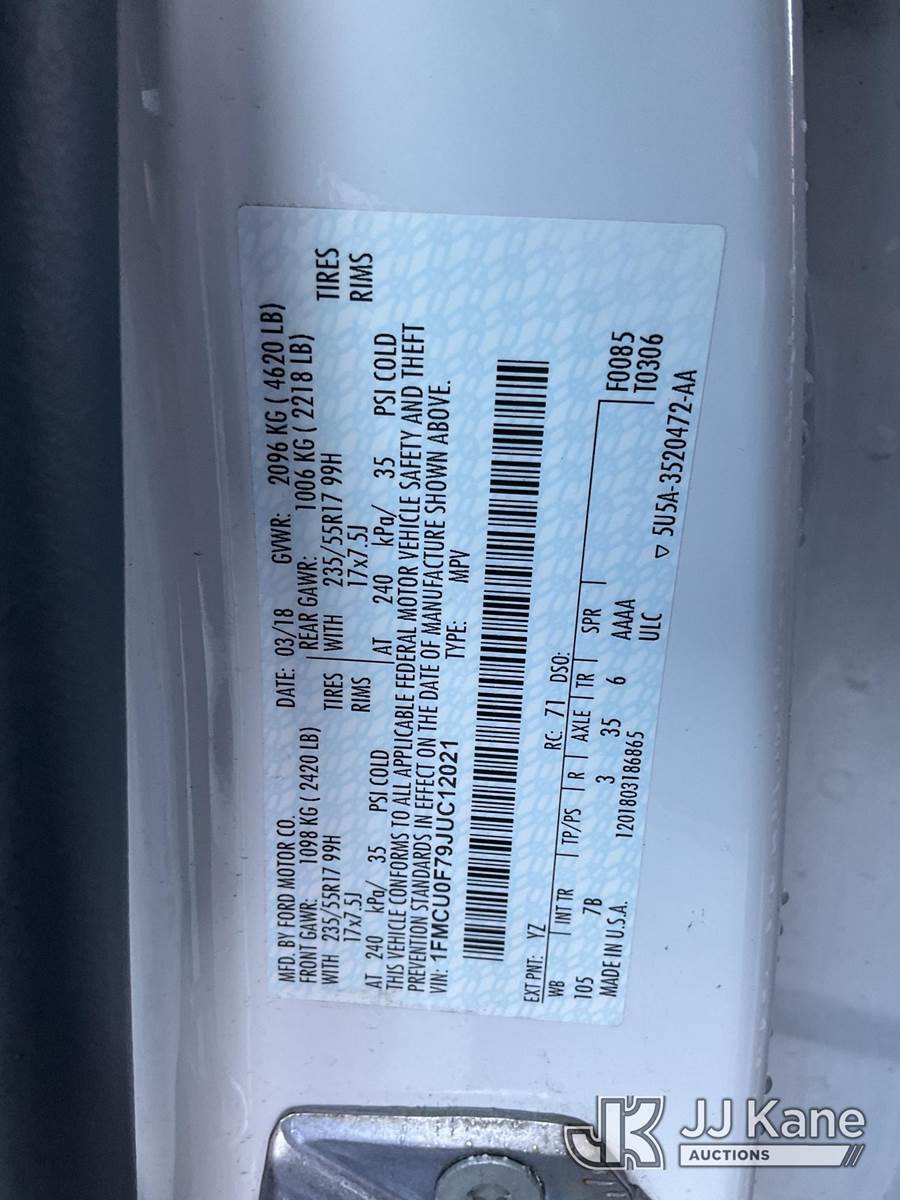 MFD. BY FORD MOTOR CO. DATE: 03/18 GVWR: 2096 KG ( 4620 LB)
FRONT GAWR: 1098 KG ( 2420 LB) REAR GAWR: 1006 KG ( 2218 LB)
WITH 235/55R17 99H TIRES WITH 235/55R17 99H TIRES
17x7.5J RIMS 17x7.5J RIMS
AT 240 kPa/ 35 PSI COLD AT 240 kPa/ 35 PSI COLD
THIS VEHICLE CONFORMS TO ALL APPLICABLE FEDERAL MOTOR VEHICLE SAFETY AND THEFT
PREVENTION STANDARDS IN EFFECT ON THE DATE OF MANUFACTURE SHOWN ABOVE.
VIN: 1FMCU0F79JUC12021 TYPE: MPV
EXT PNT: YZ RC: 71 DSO:
WB INT TR TP/PS R AXLE TR SPR F0085
105 7B 3 35 6 AAAA T0306
MADE IN U.S.A. 1201803186865 ULC
▽ 5U5A-3520472-AA
JK JJ Kane
AUCTIONS